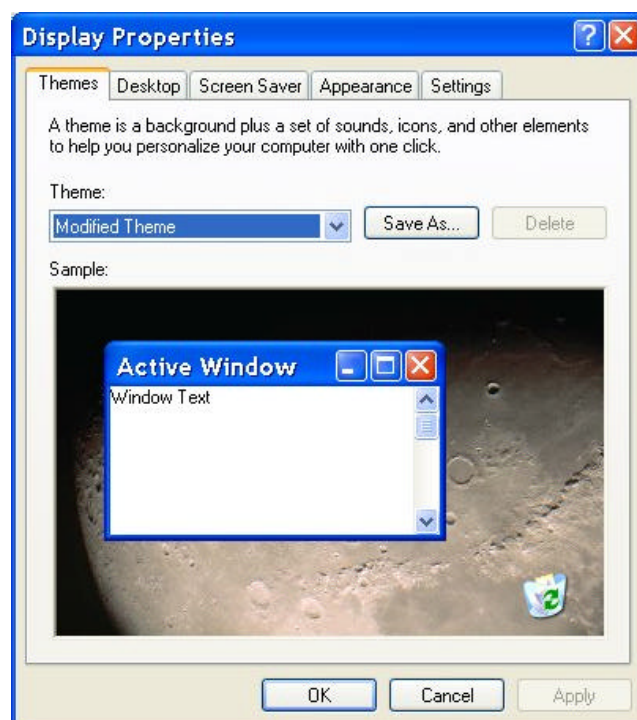 Display Properties
Themes Desktop Screen Saver Appearance Settings
A theme is a background plus a set of sounds, icons, and other elements
to help you personalize your computer with one click.
Theme:
Modified Theme Save As... Delete
Sample:
Active Window
Window Text
OK Cancel Apply